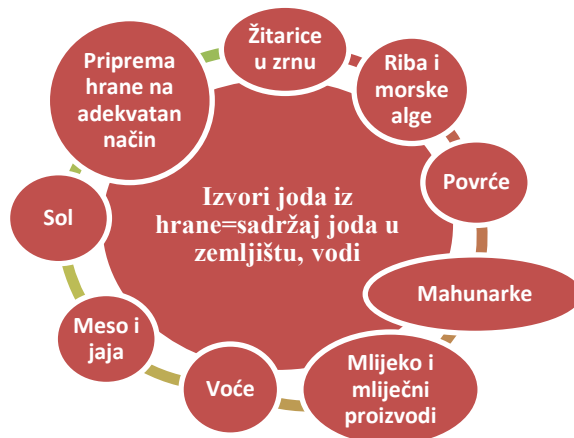 Žitarice
u zrnu
Riba i
morske
alge
Povrće
Mahunarke
Mlijeko i
mliječni
proizvodi
Voće
Meso i
jaja
Sol
Priprema
hrane na
adekvatan
način
Izvori joda iz
hrane=sadržaj joda u
zemljištu, vodi